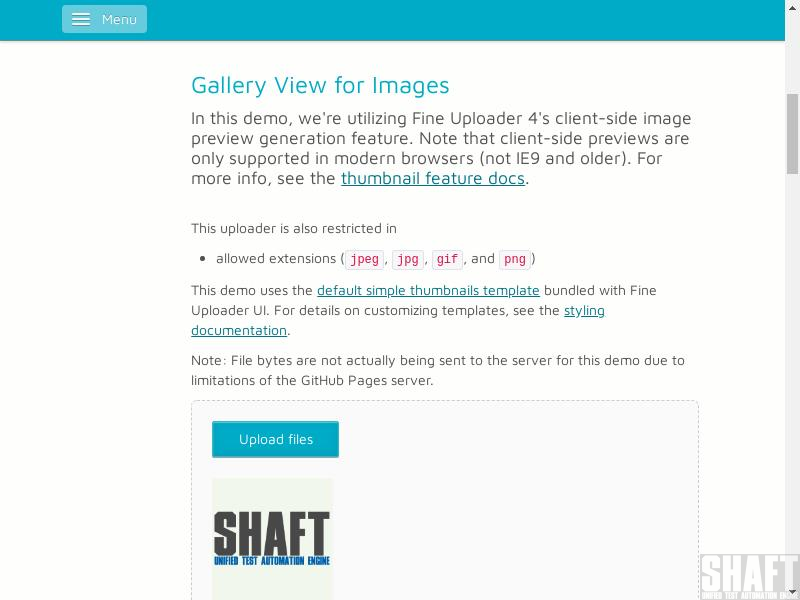 Menu
Gallery View for Images
In this demo, we're utilizing Fine Uploader 4's client-side image
preview generation feature. Note that client-side previews are
only supported in modern browsers (not IE9 and older). For
more info, see the thumbnail feature docs.
This uploader is also restricted in
• allowed extensions (jpeg, jpg, gif, and png)
This demo uses the default simple thumbnails template bundled with Fine
Uploader UI. For details on customizing templates, see the styling
documentation.
Note: File bytes are not actually being sent to the server for this demo due to
limitations of the GitHub Pages server.
Upload files
SHAFT
UNIFIED TEST AUTOMATION ENGINE
SHAFT
UNIFIED TEST AUTOMATION ENGINE